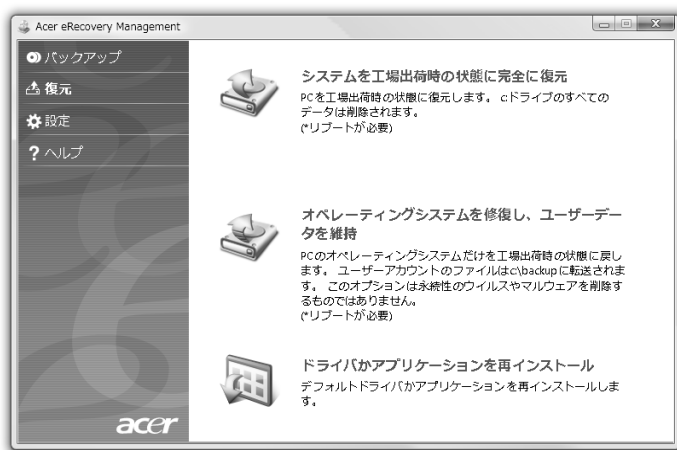 Acer eRecovery Management
バックアップ
復元
設定
? ヘルプ
システムを工場出荷時の状態に完全に復元
PCを工場出荷時の状態に復元します。 c:ドライブのすべての
データは削除されます。
(*リブートが必要)
オペレーティングシステムを修復し、ユーザーデー
タを維持
PCのオペレーティングシステムだけを工場出荷時の状態に戻し
ます。 ユーザーアカウントのファイルはc:\backupに転送されま
す。 このオプションは永続性のウイルスやマルウェアを削除す
るものではありません。
(*リブートが必要)
ドライバかアプリケーションを再インストール
デフォルトドライバかアプリケーションを再インストールしま
す。
acer